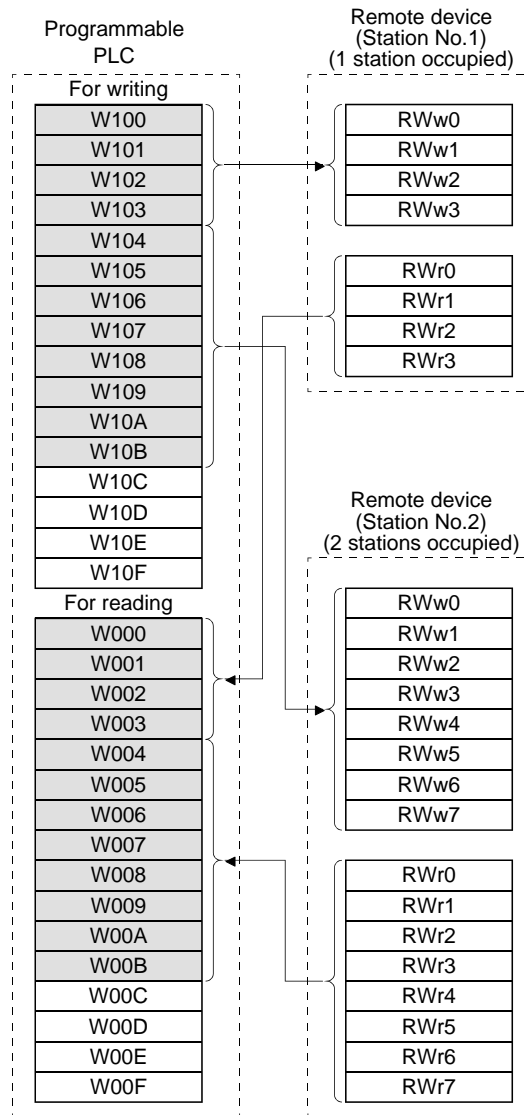 Programmable
PLC
For writing
W100
W101
W102
W103
W104
W105
W106
W107
W108
W109
W10A
W10B
W10C
W10D
W10E
W10F
For reading
W000
W001
W002
W003
W004
W005
W006
W007
W008
W009
W00A
W00B
W00C
W00D
W00E
W00F
Remote device
(Station No.1)
(1 station occupied)
RWw0
RWw1
RWw2
RWw3
RWr0
RWr1
RWr2
RWr3
Remote device
(Station No.2)
(2 stations occupied)
RWw0
RWw1
RWw2
RWw3
RWw4
RWw5
RWw6
RWw7
RWr0
RWr1
RWr2
RWr3
RWr4
RWr5
RWr6
RWr7